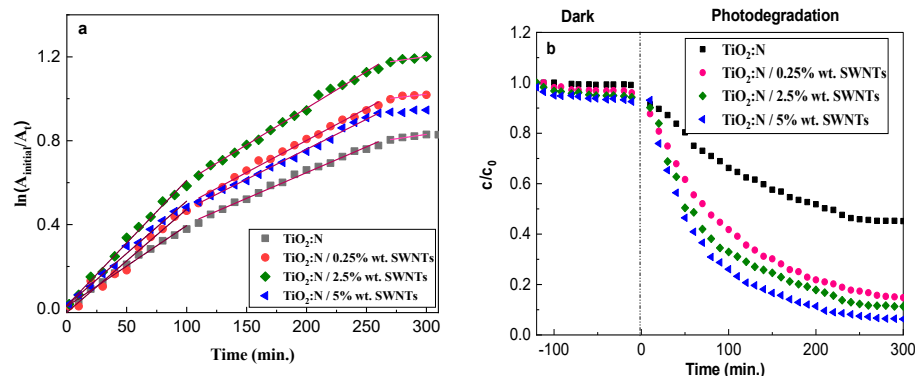 a
1.2
0.8
0.4
0.0
ln(A_initial/A_t)
TiO₂:N
TiO₂:N / 0.25% wt. SWNTs
TiO₂:N / 2.5% wt. SWNTs
TiO₂:N / 5% wt. SWNTs
0 50 100 150 200 250 300
Time (min.)
Dark Photodegradation
b
1.2
1.0
0.8
0.6
0.4
0.2
0.0
c/c₀
TiO₂:N
TiO₂:N / 0.25% wt. SWNTs
TiO₂:N / 2.5% wt. SWNTs
TiO₂:N / 5% wt. SWNTs
-100 0 100 200 300
Time (min.)